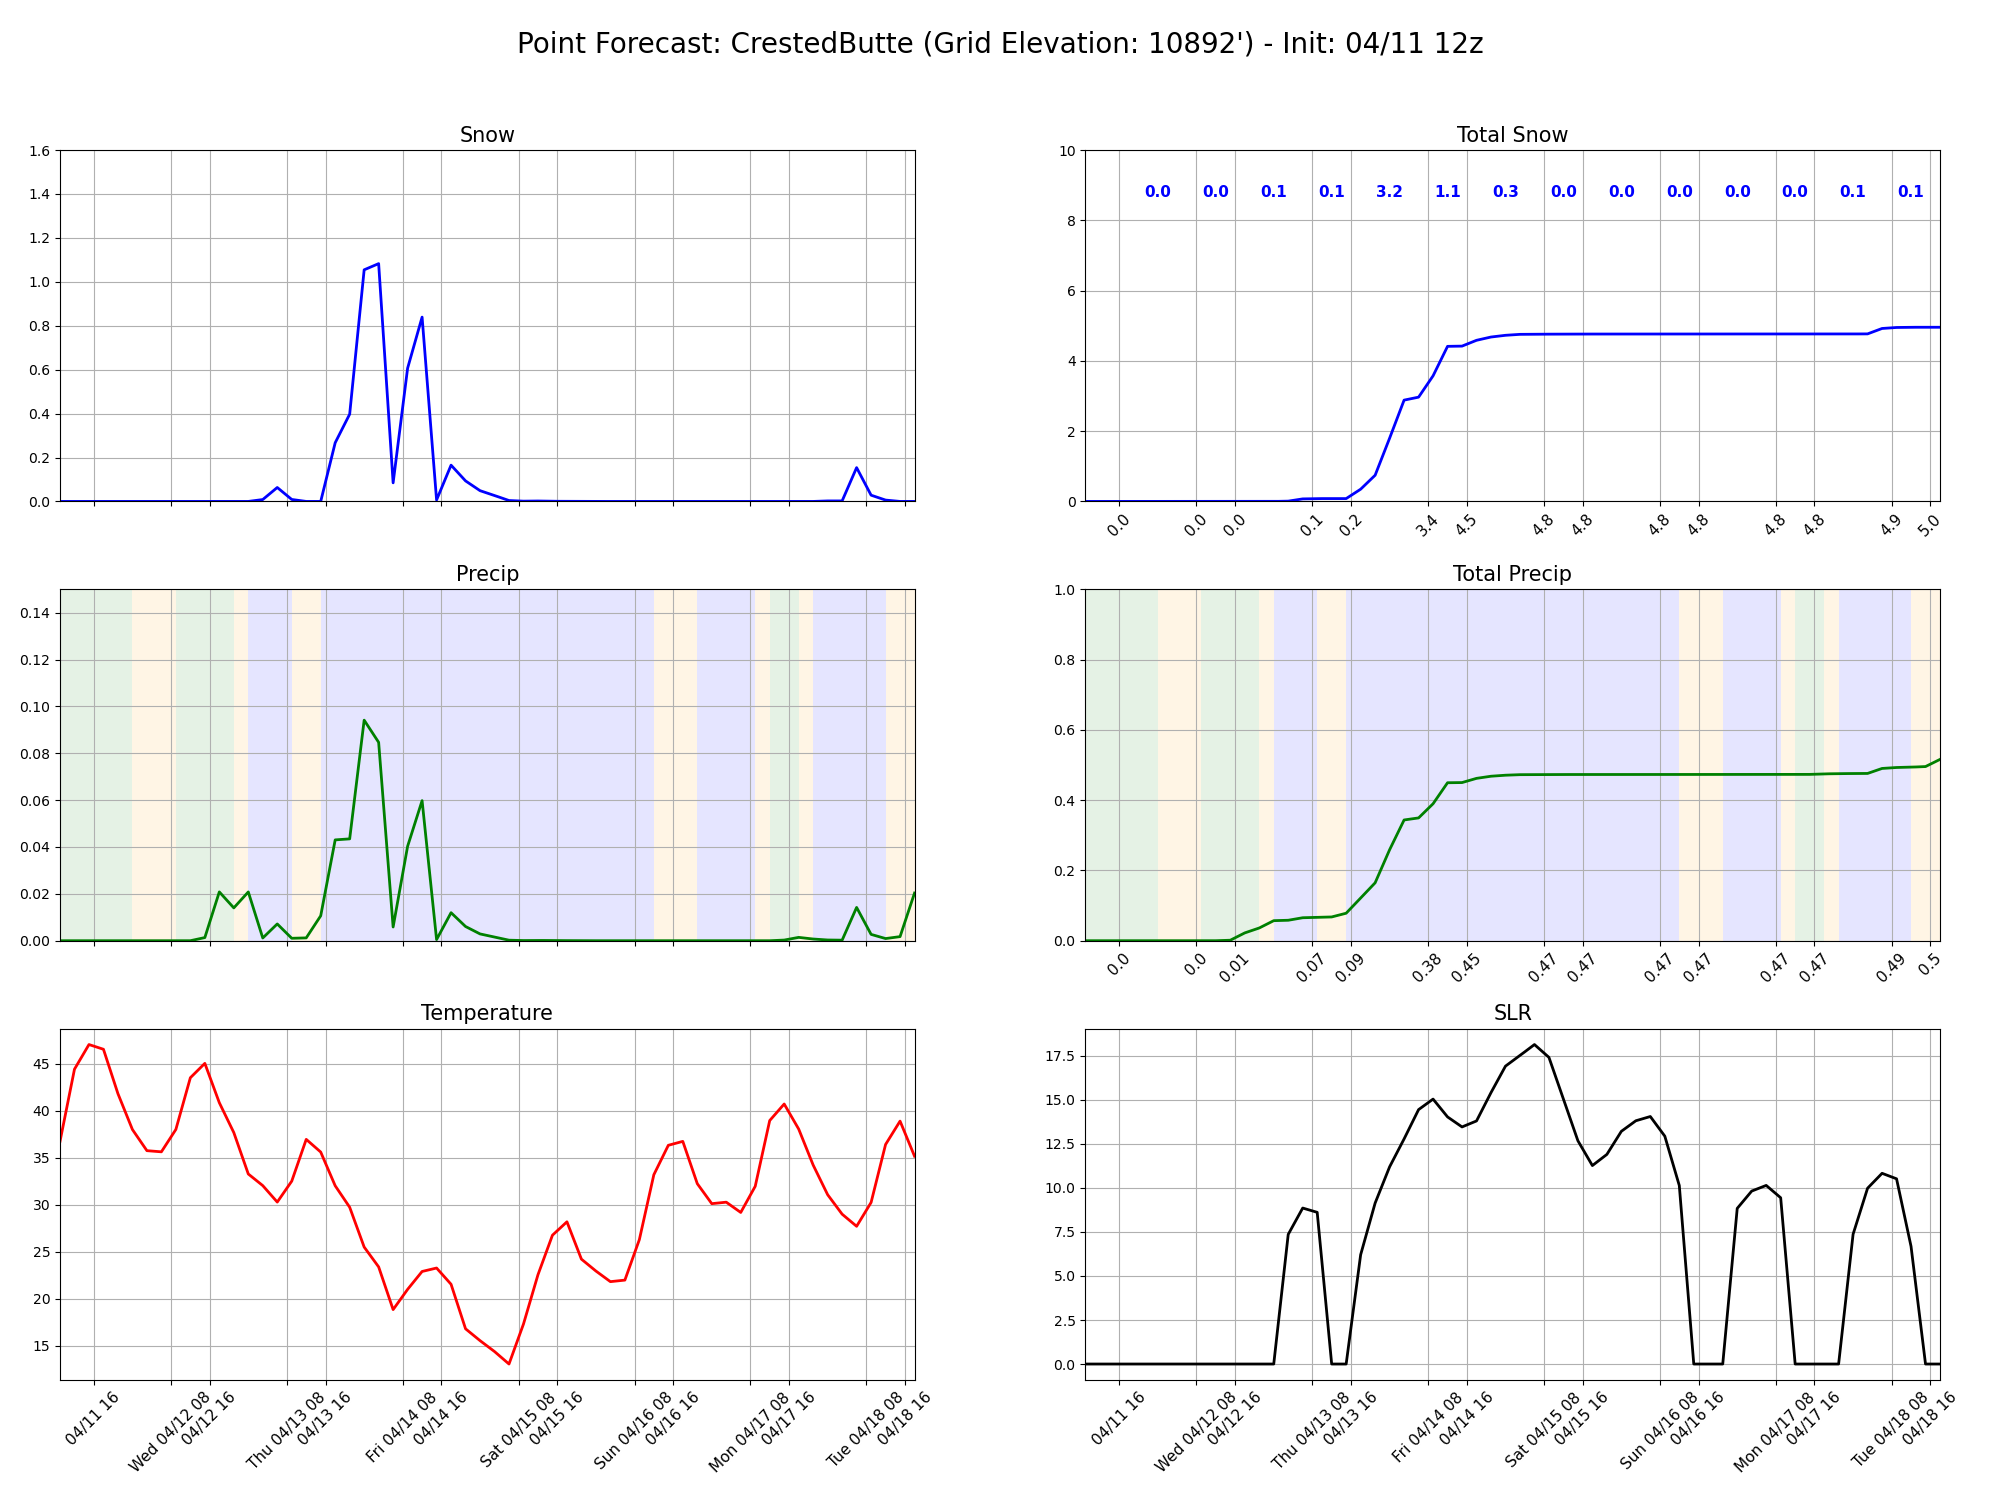 Point Forecast: CrestedButte (Grid Elevation: 10892') - Init: 04/11 12z
Snow
1.6
1.4
1.2
1.0
0.8
0.6
0.4
0.2
0.0
Total Snow
10
8
6
4
2
0
0.0 0.0 0.1 0.1 3.2 1.1 0.3 0.0 0.0 0.0 0.0 0.0 0.1 0.1
0.0 0.0 0.0 0.1 0.2 3.4 4.5 4.8 4.8 4.8 4.8 4.8 4.8 4.9 5.0
Precip
0.14
0.12
0.10
0.08
0.06
0.04
0.02
0.00
Total Precip
1.0
0.8
0.6
0.4
0.2
0.0
0.0 0.0 0.01 0.07 0.09 0.38 0.45 0.47 0.47 0.47 0.47 0.47 0.47 0.49 0.5
Temperature
45
40
35
30
25
20
15
04/11 16
Wed 04/12 08
04/12 16
Thu 04/13 08
04/13 16
Fri 04/14 08
04/14 16
Sat 04/15 08
04/15 16
Sun 04/16 08
04/16 16
Mon 04/17 08
04/17 16
Tue 04/18 08
04/18 16
SLR
17.5
15.0
12.5
10.0
7.5
5.0
2.5
0.0
04/11 16
Wed 04/12 08
04/12 16
Thu 04/13 08
04/13 16
Fri 04/14 08
04/14 16
Sat 04/15 08
04/15 16
Sun 04/16 08
04/16 16
Mon 04/17 08
04/17 16
Tue 04/18 08
04/18 16